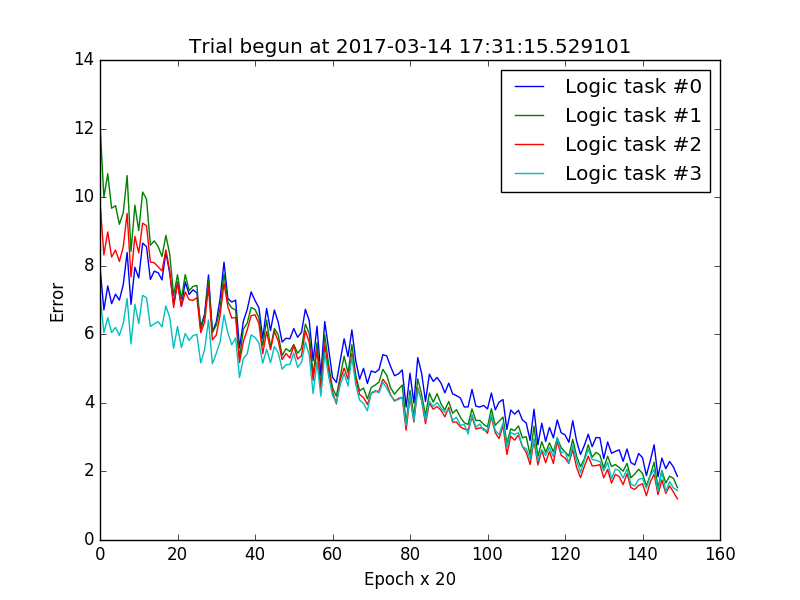 Trial begun at 2017-03-14 17:31:15.529101
14
12
10
8
6
4
2
0
Error
Logic task #0
Logic task #1
Logic task #2
Logic task #3
0 20 40 60 80 100 120 140 160
Epoch x 20